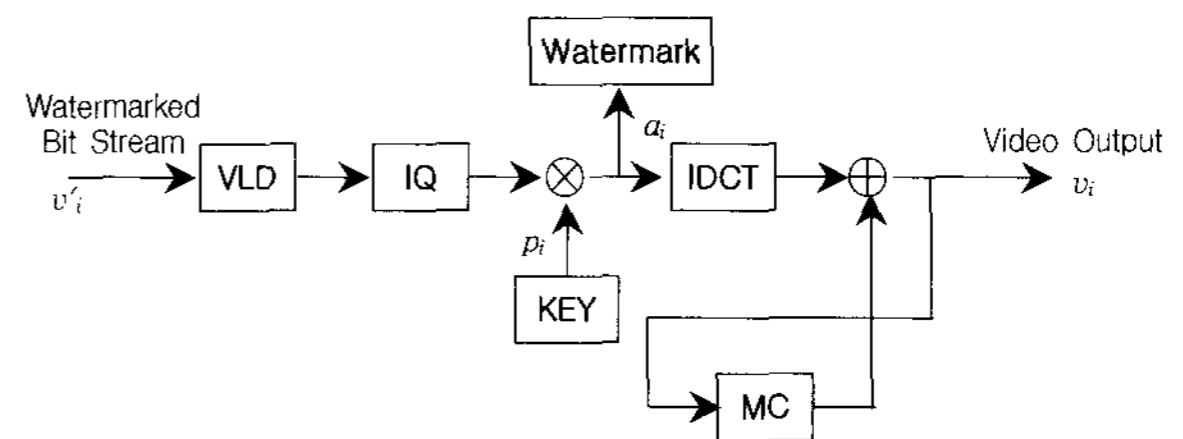 Watermark
Watermarked
Bit Stream
v'ᵢ
VLD
IQ
⊗
aᵢ
IDCT
⊕
Video Output
vᵢ
pᵢ
KEY
MC